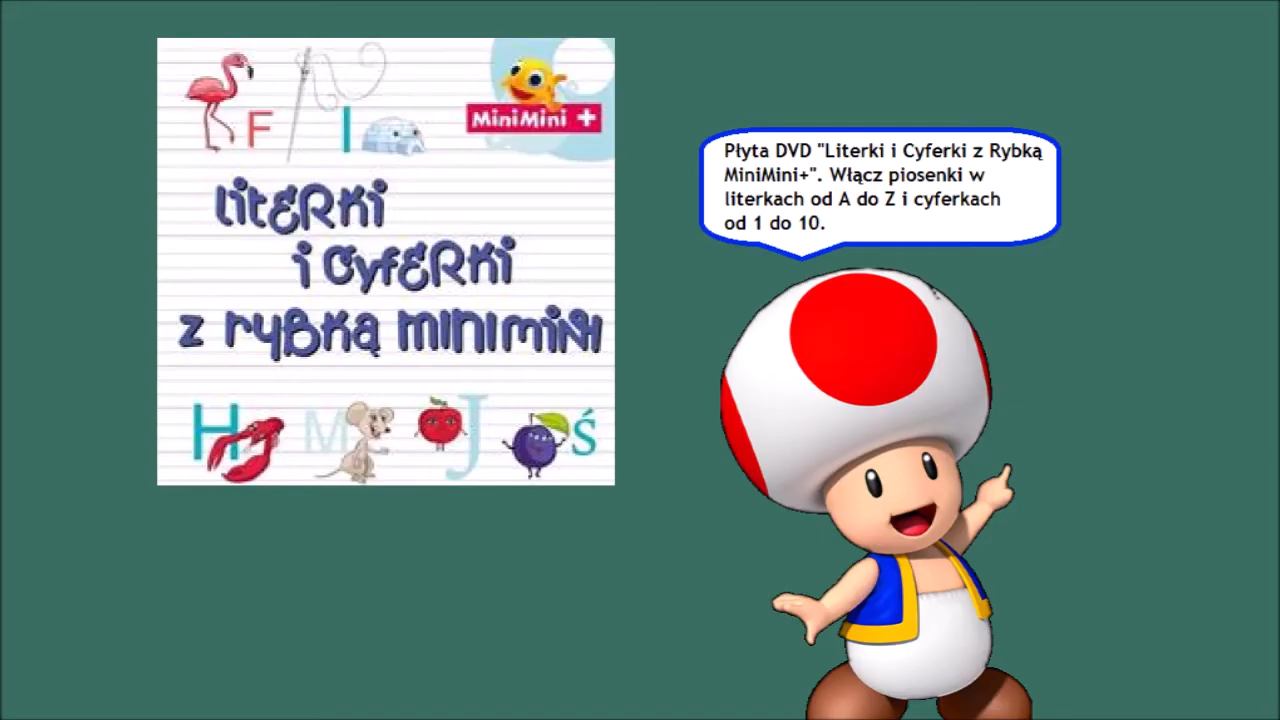 F I
MiniMini +
Literki
i Cyferki
z rybką minimini
H M J Ś
Płyta DVD "Literki i Cyferki z Rybką
MiniMini+". Włącz piosenki w
literkach od A do Z i cyferkach
od 1 do 10.